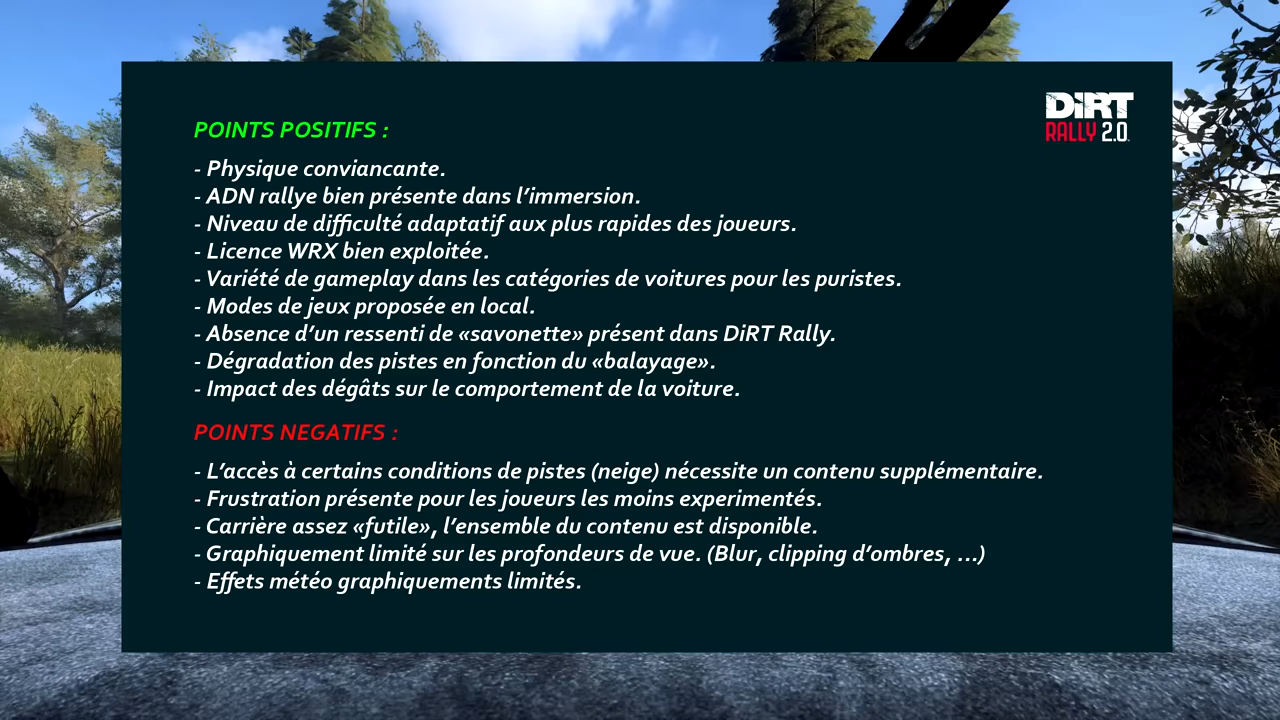 DiRT
RALLY 2.0
POINTS POSITIFS :
- Physique conviancante.
- ADN rallye bien présente dans l’immersion.
- Niveau de difficulté adaptatif aux plus rapides des joueurs.
- Licence WRX bien exploitée.
- Variété de gameplay dans les catégories de voitures pour les puristes.
- Modes de jeux proposée en local.
- Absence d’un ressenti de «savonette» présent dans DiRT Rally.
- Dégradation des pistes en fonction du «balayage».
- Impact des dégâts sur le comportement de la voiture.
POINTS NEGATIFS :
- L’accès à certains conditions de pistes (neige) nécessite un contenu supplémentaire.
- Frustration présente pour les joueurs les moins experimentés.
- Carrière assez «futile», l’ensemble du contenu est disponible.
- Graphiquement limité sur les profondeurs de vue. (Blur, clipping d’ombres, ...)
- Effets météo graphiquements limités.